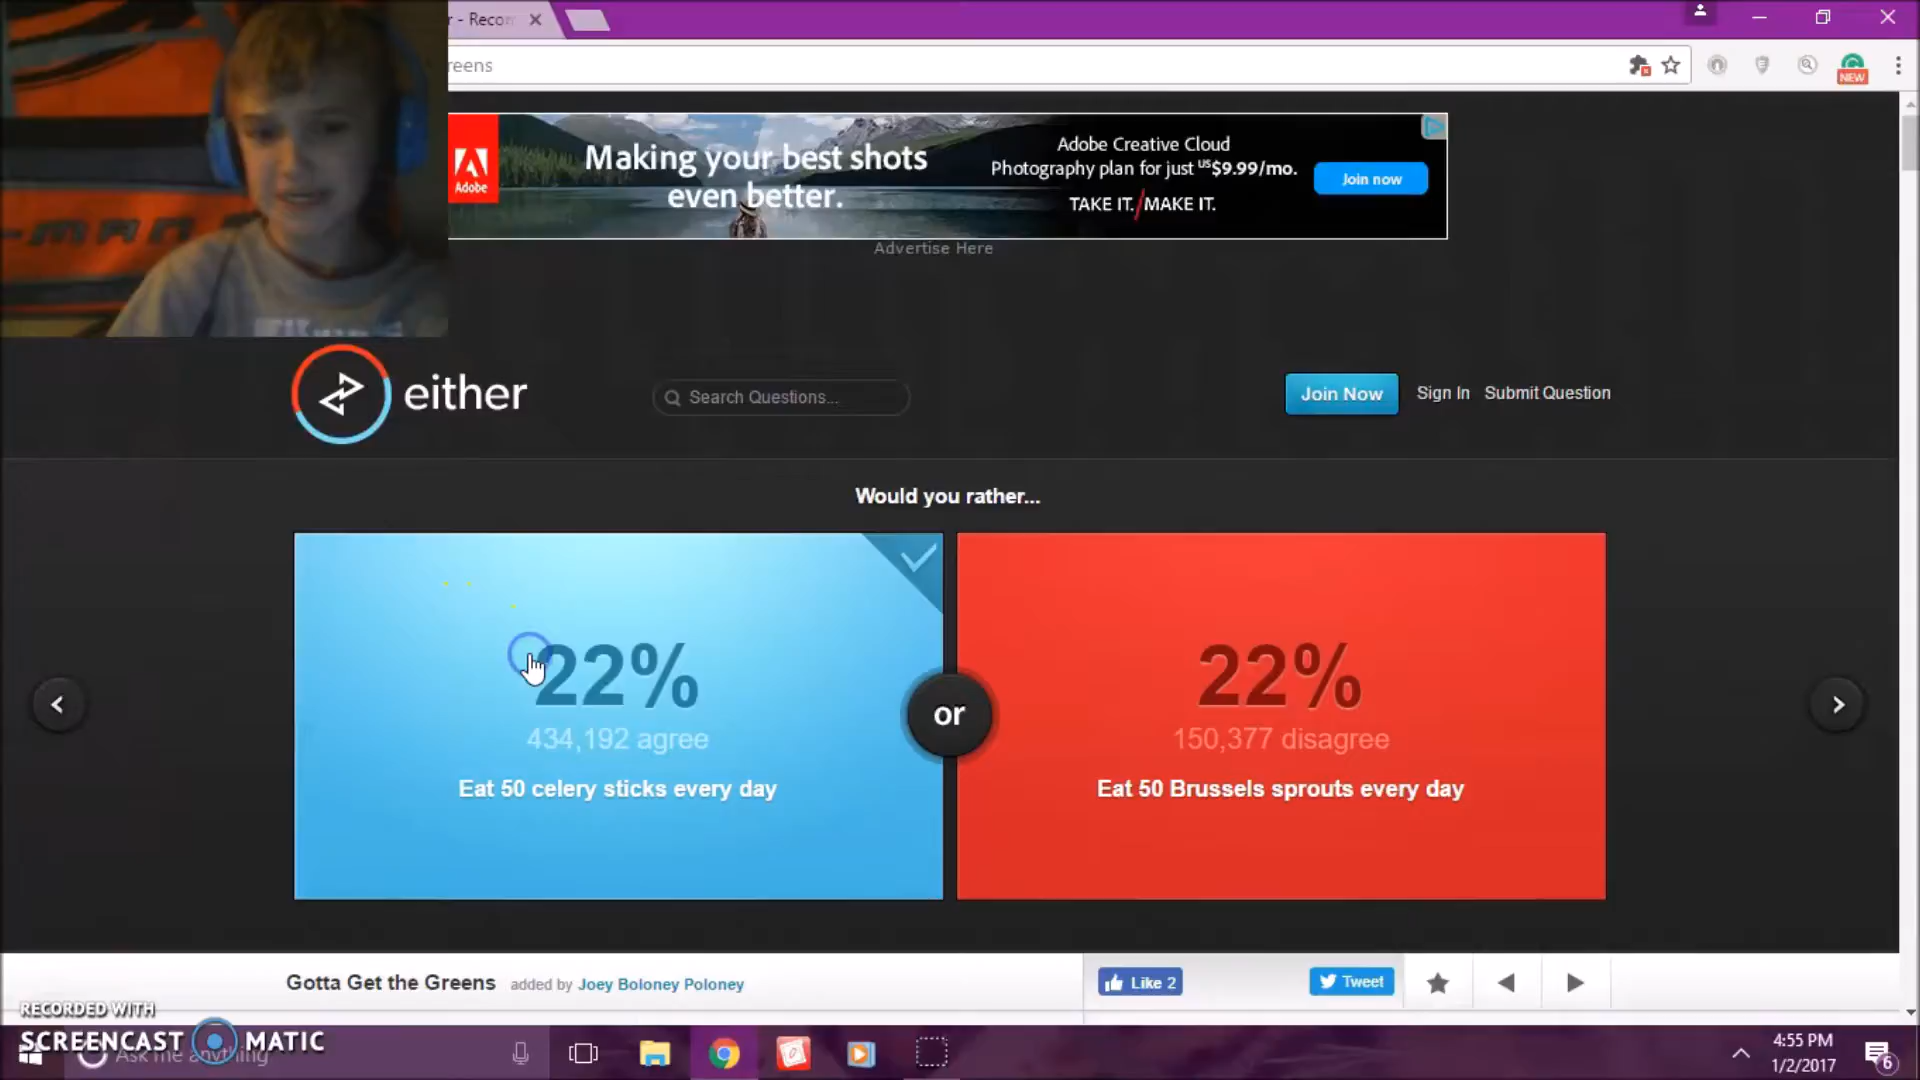 r - Recor
reens
NEW
Adobe
Making your best shots
even better.
Adobe Creative Cloud
Photography plan for just US$9.99/mo.
TAKE IT./MAKE IT.
Join now
Advertise Here
either
Search Questions...
Join Now
Sign In
Submit Question
Would you rather...
22%
434,192 agree
Eat 50 celery sticks every day
or
22%
150,377 disagree
Eat 50 Brussels sprouts every day
Gotta Get the Greens added by Joey Boloney Poloney
Like 2
Tweet
RECORDED WITH
SCREENCAST MATIC
Ask me anything
4:55 PM
1/2/2017
6